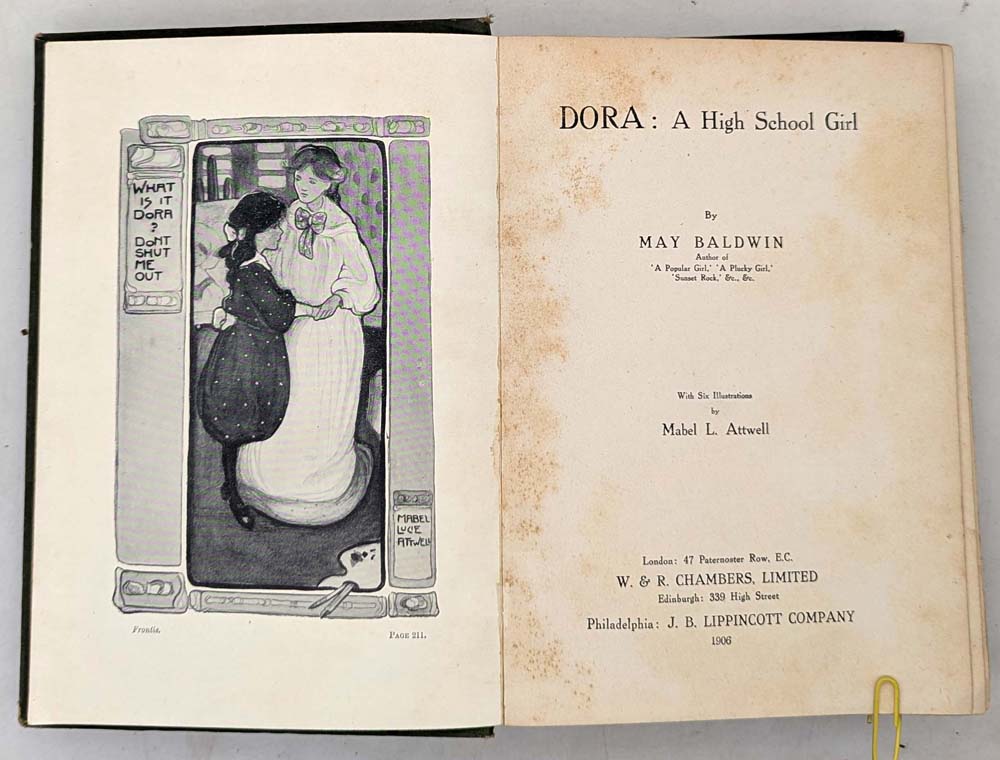 WHAT
IS IT
DORA
?
DONT
SHUT
ME
OUT
MABEL
LUCIE
ATTWELL
Frontis.
PAGE 211.
DORA: A High School Girl
By
MAY BALDWIN
Author of
'A Popular Girl,' 'A Plucky Girl,'
'Sunset Rock,' &c., &c.
With Six Illustrations
by
Mabel L. Attwell
London: 47 Paternoster Row, E.C.
W. & R. CHAMBERS, LIMITED
Edinburgh: 339 High Street
Philadelphia: J. B. LIPPINCOTT COMPANY
1906